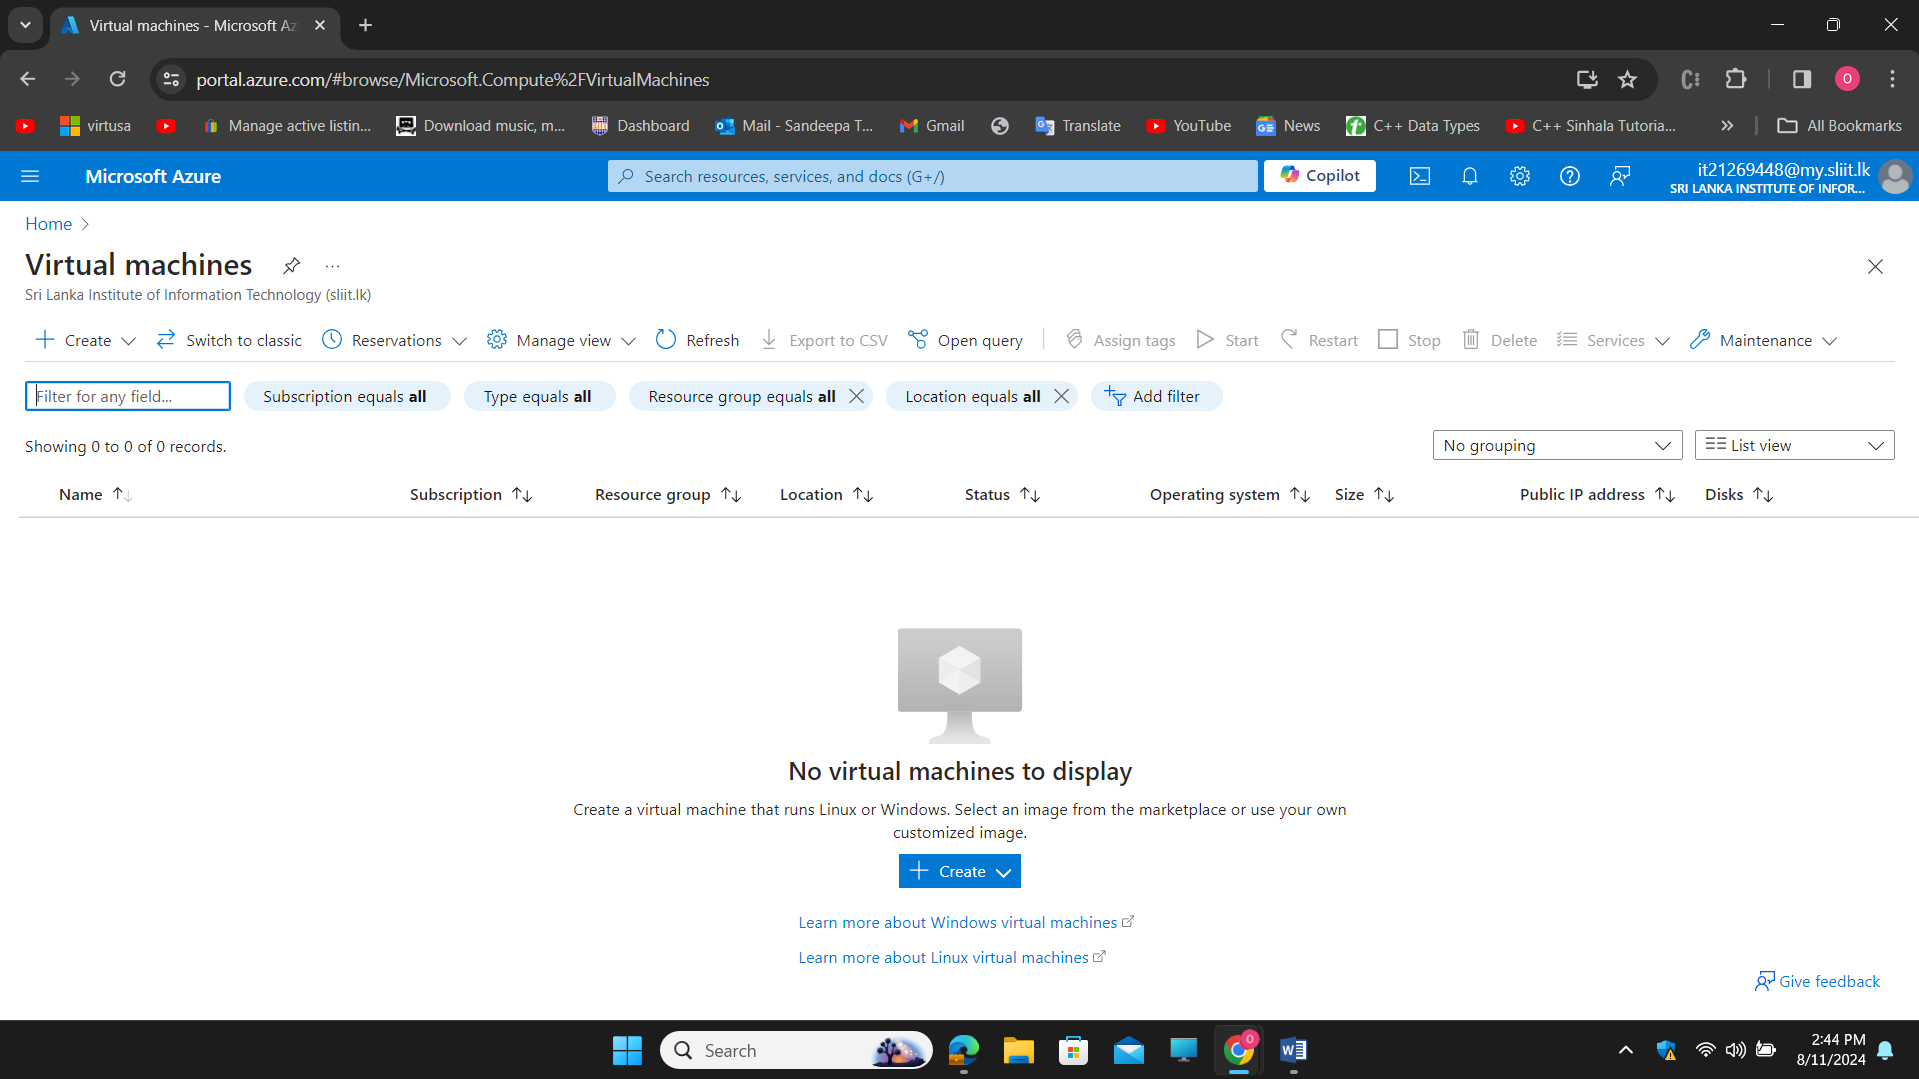 Virtual machines - Microsoft Az
portal.azure.com/#browse/Microsoft.Compute%2FVirtualMachines
O
virtusa
Manage active listin...
Download music, m...
Dashboard
Mail - Sandeepa T...
Gmail
Translate
YouTube
News
C++ Data Types
C++ Sinhala Tutoria...
All Bookmarks
Microsoft Azure
Search resources, services, and docs (G+/)
Copilot
it21269448@my.sliit.lk
SRI LANKA INSTITUTE OF INFOR...
Home
Virtual machines
Sri Lanka Institute of Information Technology (sliit.lk)
Create
Switch to classic
Reservations
Manage view
Refresh
Export to CSV
Open query
Assign tags
Start
Restart
Stop
Delete
Services
Maintenance
Filter for any field...
Subscription equals all
Type equals all
Resource group equals all
Location equals all
Add filter
Showing 0 to 0 of 0 records.
No grouping
List view
Name
Subscription
Resource group
Location
Status
Operating system
Size
Public IP address
Disks
No virtual machines to display
Create a virtual machine that runs Linux or Windows. Select an image from the marketplace or use your own
customized image.
Create
Learn more about Windows virtual machines
Learn more about Linux virtual machines
Give feedback
Search
2:44 PM
8/11/2024